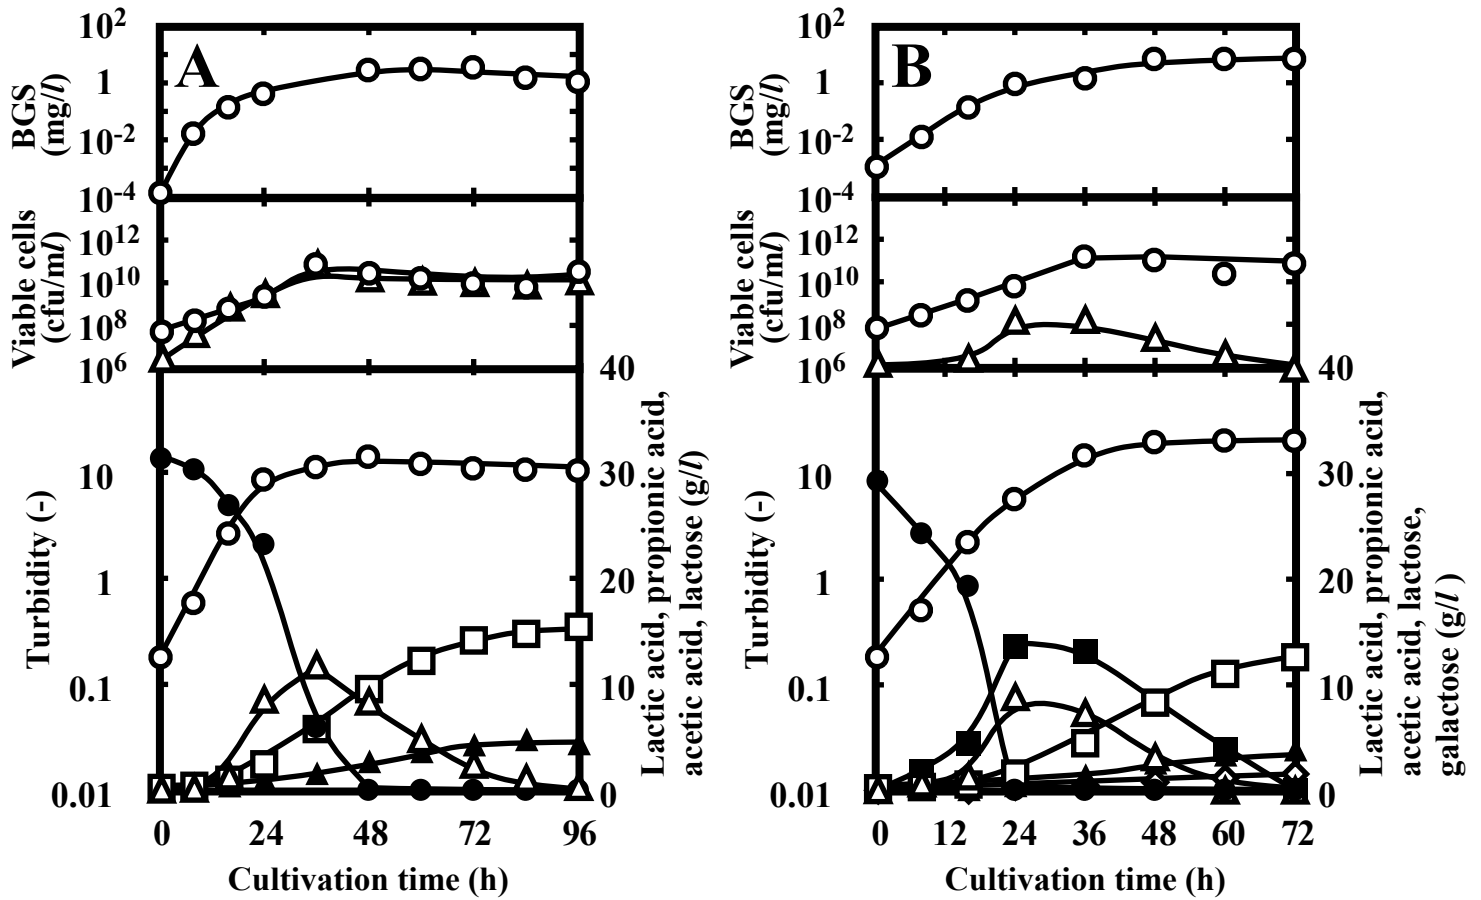 A
BGS
(mg/l)
10²
1
10⁻²
10⁻⁴
Viable cells
(cfu/ml)
10¹²
10¹⁰
10⁸
10⁶
Turbidity (-)
10
1
0.1
0.01
40
30
20
10
0
Lactic acid, propionic acid,
acetic acid, lactose (g/l)
0 24 48 72 96
Cultivation time (h)
B
BGS
(mg/l)
10²
1
10⁻²
10⁻⁴
Viable cells
(cfu/ml)
10¹²
10¹⁰
10⁸
10⁶
Turbidity (-)
10
1
0.1
0.01
40
30
20
10
0
Lactic acid, propionic acid,
acetic acid, lactose,
galactose (g/l )
0 12 24 36 48 60 72
Cultivation time (h)